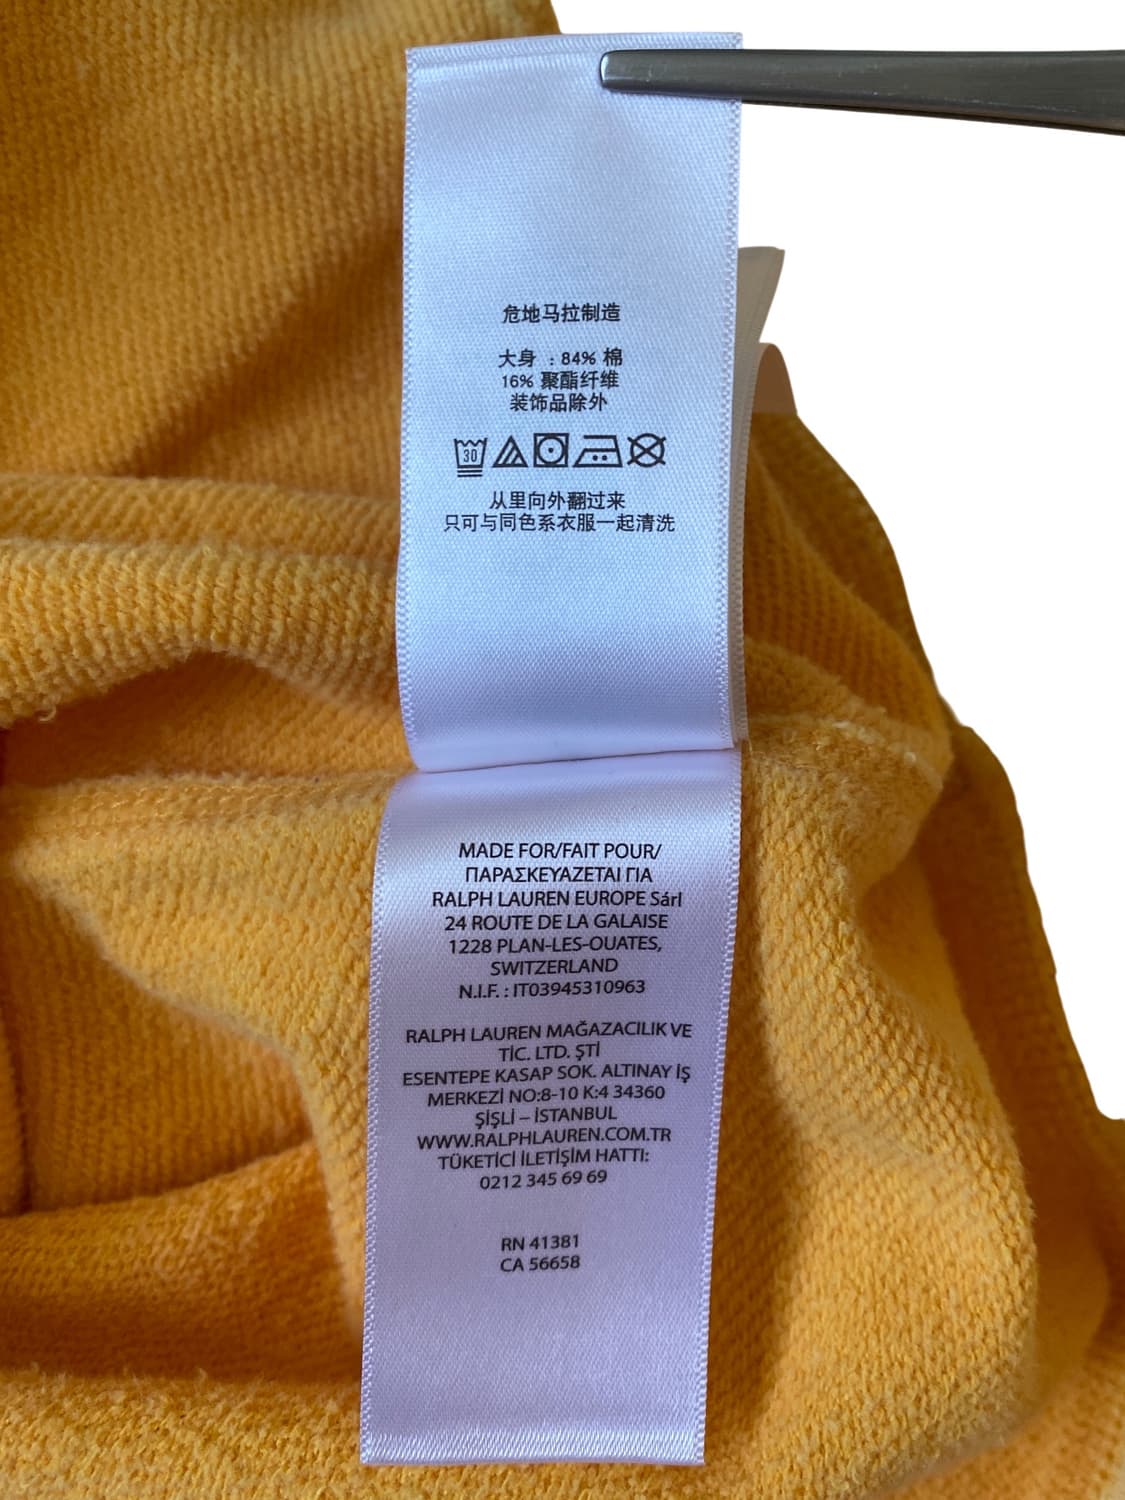 危地马拉制造
大身 : 84% 棉
16% 聚酯纤维
装饰品除外
30
从里向外翻过来
只可与同色系衣服一起清洗
MADE FOR/FAIT POUR/
ΠΑΡΑΣΚΕΥΑΖΕΤΑΙ ΓΙΑ
RALPH LAUREN EUROPE Sárl
24 ROUTE DE LA GALAISE
1228 PLAN-LES-OUATES,
SWITZERLAND
N.I.F. : IT03945310963
RALPH LAUREN MAĞAZACILIK VE
TİC. LTD. ŞTİ
ESENTEPE KASAP SOK. ALTINAY İŞ
MERKEZİ NO:8-10 K:4 34360
ŞİŞLİ – İSTANBUL
WWW.RALPHLAUREN.COM.TR
TÜKETİCİ İLETİŞİM HATTI:
0212 345 69 69
RN 41381
CA 56658